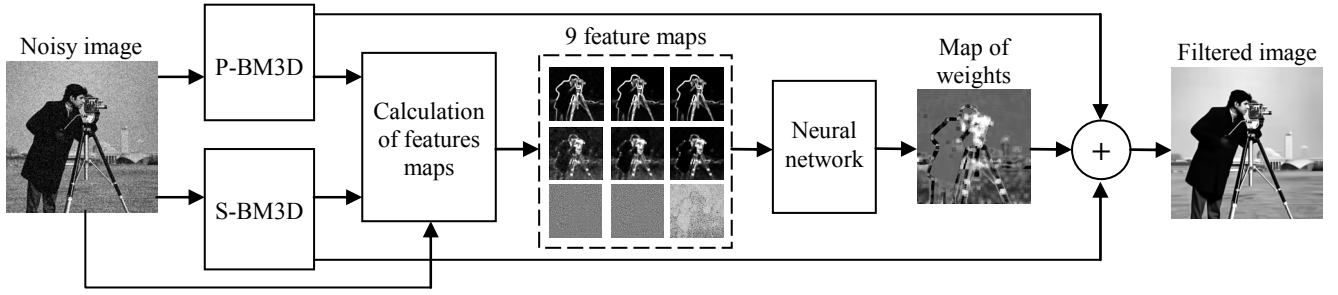 Noisy image
P-BM3D
S-BM3D
Calculation
of features
maps
9 feature maps
Neural
network
Map of
weights
+
Filtered image